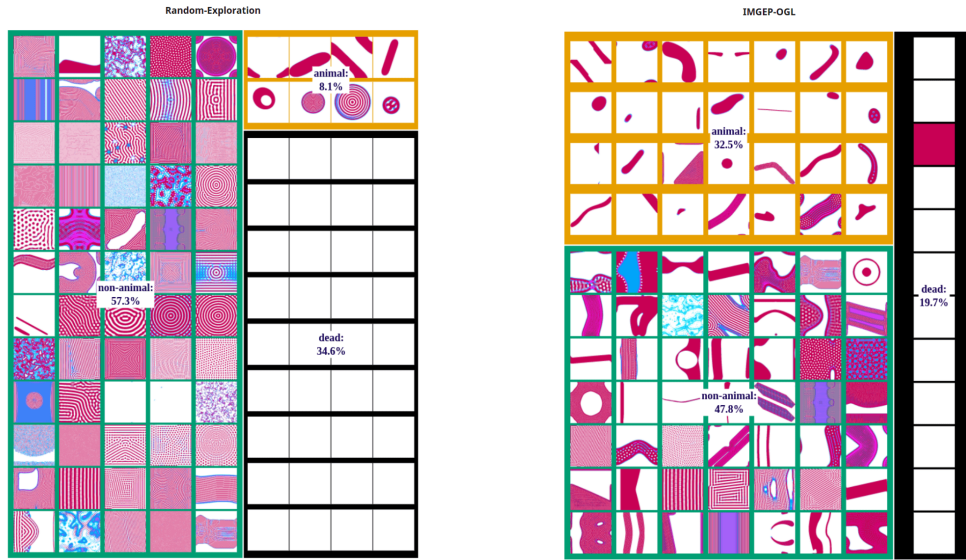 Random-Exploration
IMGEP-OGL
animal:
8.1%
non-animal:
57.3%
dead:
34.6%
animal:
32.5%
non-animal:
47.8%
dead:
19.7%